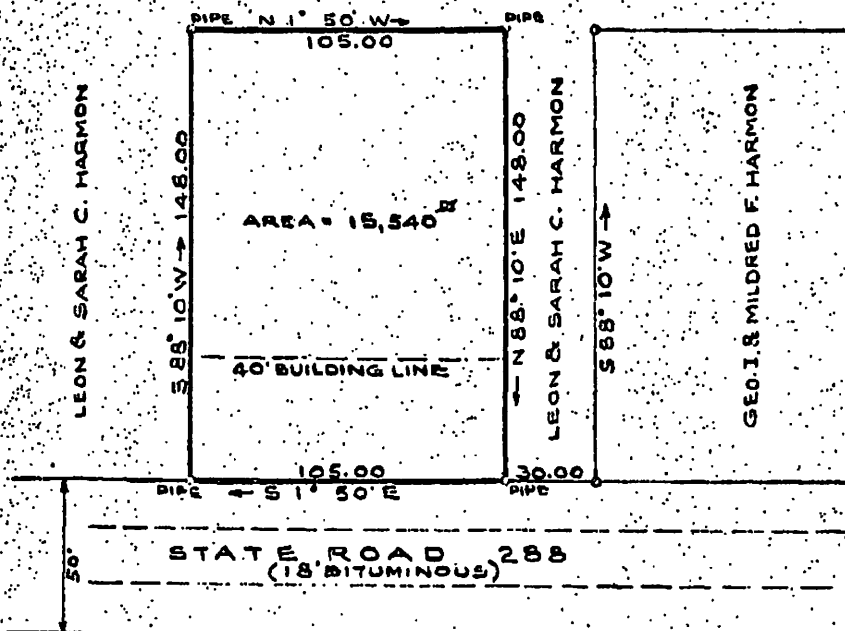 PIPE N 1° 50' W→ PIPE
105.00
LEON & SARAH C. HARMON
S 88° 10' W → 148.00
AREA = 15,540
← N 88° 10' E 148.00
LEON & SARAH C. HARMON
S 88° 10' W →
GEO. I. & MILDRED F. HARMON
40' BUILDING LINE
105.00
30.00
PIPE ← S 1° 50' E PIPE
50'
STATE ROAD 288
(18' BITUMINOUS)